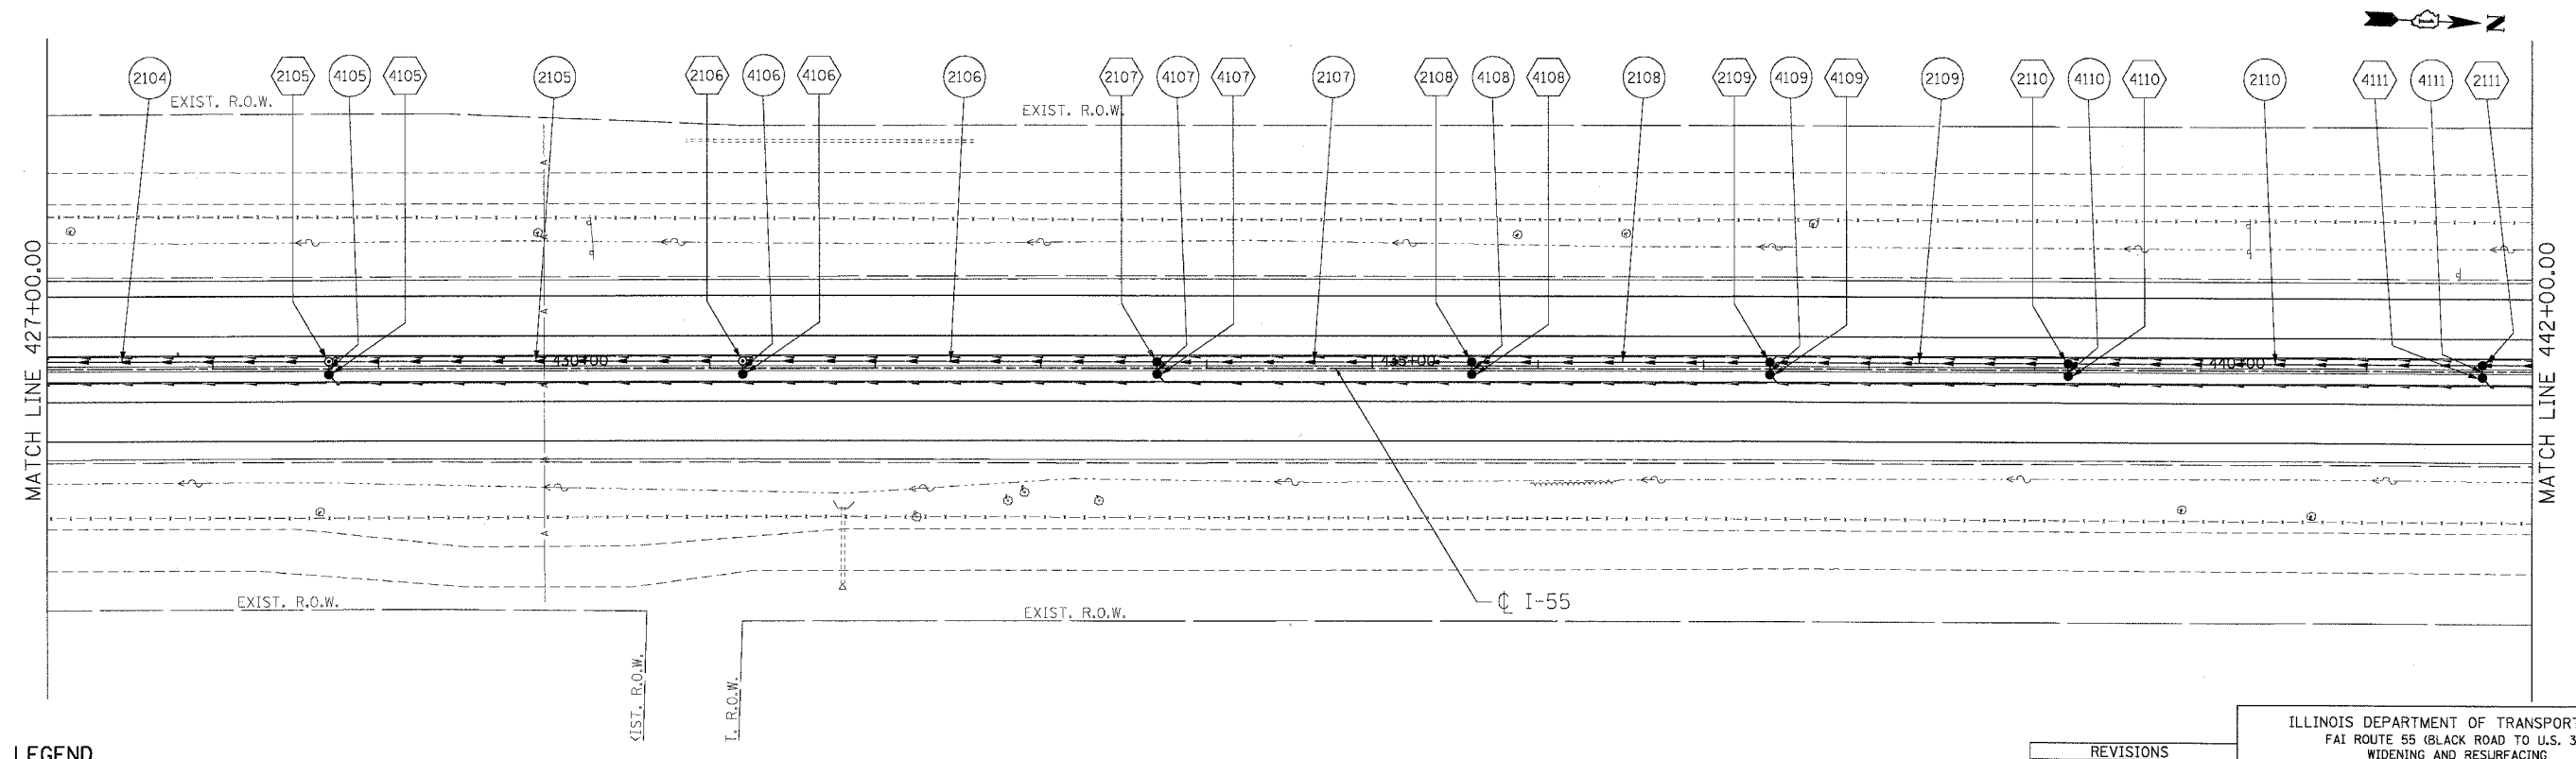 N
2104 2105 4105 4105 2105 2106 4106 4106 2106 2107 4107 4107 2107 2108 4108 4108 2108 2109 4109 4109 2109 2110 4110 4110 2110 4111 4111 2111
EXIST. R.O.W.
EXIST. R.O.W.
MATCH LINE 427+00.00
MATCH LINE 442+00.00
430+00
435+00
440+00
℄ I-55
EXIST. R.O.W.
EXIST. R.O.W.
XIST. R.O.W.
T. R.O.W.
LEGEND
REVISIONS
ILLINOIS DEPARTMENT OF TRANSPORT
FAI ROUTE 55 (BLACK ROAD TO U.S. 3
WIDENING AND RESURFACING